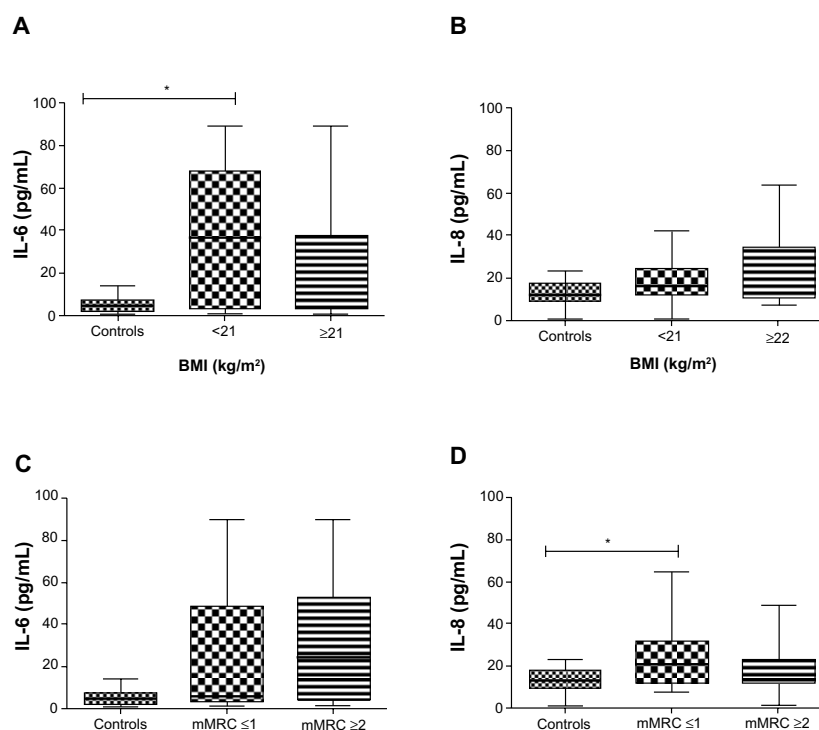 A
*
100
80
60
40
20
0
IL-6 (pg/mL)
Controls <21 ≥21
BMI (kg/m²)
B
100
80
60
40
20
0
IL-8 (pg/mL)
Controls <21 ≥22
BMI (kg/m²)
C
100
80
60
40
20
0
IL-6 (pg/mL)
Controls mMRC ≤1 mMRC ≥2
D
*
100
80
60
40
20
0
IL-8 (pg/mL)
Controls mMRC ≤1 mMRC ≥2